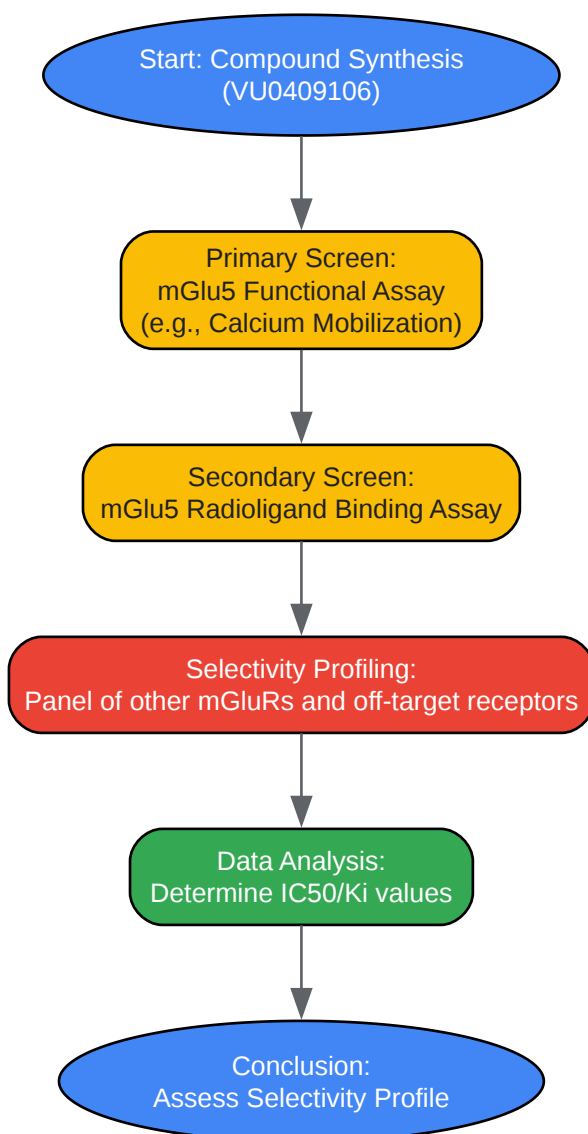 Start: Compound Synthesis
(VU0409106)
Primary Screen:
mGlu5 Functional Assay
(e.g., Calcium Mobilization)
Secondary Screen:
mGlu5 Radioligand Binding Assay
Selectivity Profiling:
Panel of other mGluRs and off-target receptors
Data Analysis:
Determine IC50/Ki values
Conclusion:
Assess Selectivity Profile